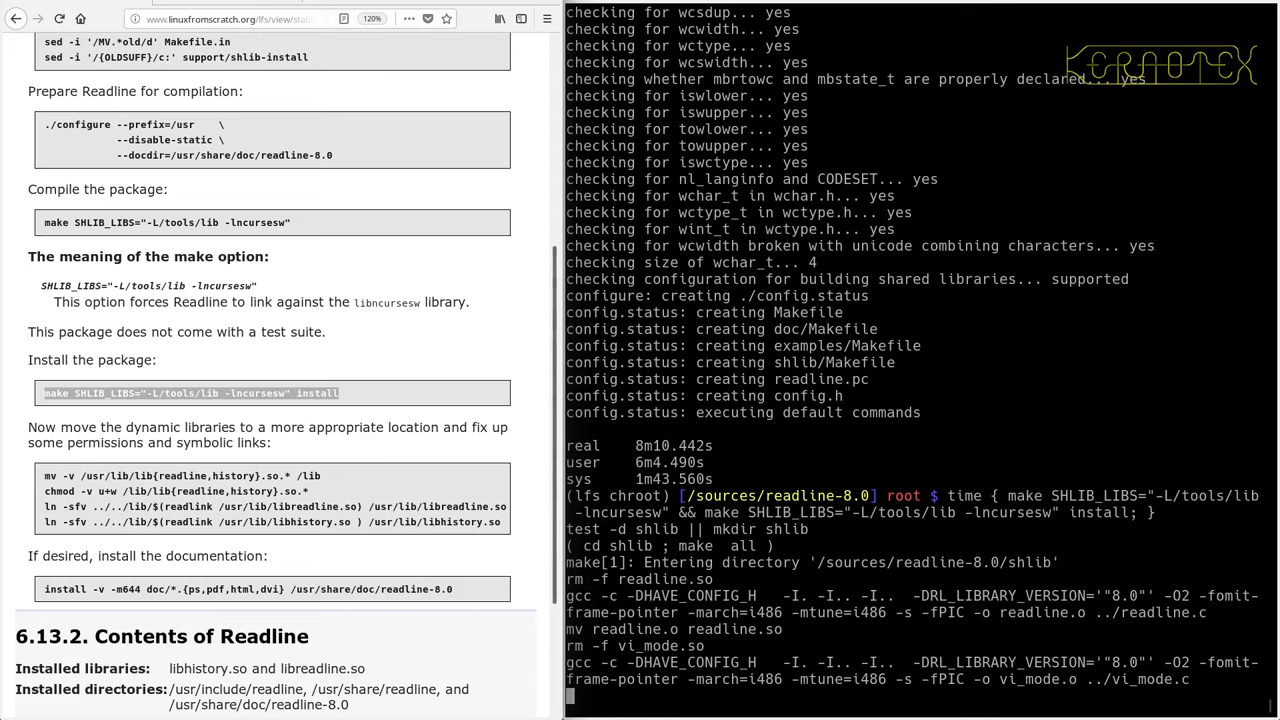 www.linuxfromscratch.org/lfs/view/stab
120%
sed -i '/MV.*old/d' Makefile.in
sed -i '/{OLDSUFF}/c:' support/shlib-install
Prepare Readline for compilation:
./configure --prefix=/usr    \
--disable-static \
--docdir=/usr/share/doc/readline-8.0
Compile the package:
make SHLIB_LIBS="-L/tools/lib -lncursesw"
The meaning of the make option:
SHLIB_LIBS="-L/tools/lib -lncursesw"
This option forces Readline to link against the libncursesw library.
This package does not come with a test suite.
Install the package:
make SHLIB_LIBS="-L/tools/lib -lncursesw" install
Now move the dynamic libraries to a more appropriate location and fix up
some permissions and symbolic links:
mv -v /usr/lib/lib{readline,history}.so.* /lib
chmod -v u+w /lib/lib{readline,history}.so.*
ln -sfv ../../lib/$(readlink /usr/lib/libreadline.so) /usr/lib/libreadline.so
ln -sfv ../../lib/$(readlink /usr/lib/libhistory.so ) /usr/lib/libhistory.so
If desired, install the documentation:
install -v -m644 doc/*.{ps,pdf,html,dvi} /usr/share/doc/readline-8.0
6.13.2. Contents of Readline
Installed libraries: libhistory.so and libreadline.so
Installed directories: /usr/include/readline, /usr/share/readline, and
/usr/share/doc/readline-8.0
checking for wcsdup... yes
checking for wcwidth... yes
checking for wctype... yes
checking for wcswidth... yes
checking whether mbrtowc and mbstate_t are properly declared... yes
checking for iswlower... yes
checking for iswupper... yes
checking for towlower... yes
checking for towupper... yes
checking for iswctype... yes
checking for nl_langinfo and CODESET... yes
checking for wchar_t in wchar.h... yes
checking for wctype_t in wctype.h... yes
checking for wint_t in wctype.h... yes
checking for wcwidth broken with unicode combining characters... yes
checking size of wchar_t... 4
checking configuration for building shared libraries... supported
configure: creating ./config.status
config.status: creating Makefile
config.status: creating doc/Makefile
config.status: creating examples/Makefile
config.status: creating shlib/Makefile
config.status: creating readline.pc
config.status: creating config.h
config.status: executing default commands
real    8m10.442s
user    6m4.490s
sys     1m43.560s
(lfs chroot) [/sources/readline-8.0] root $ time { make SHLIB_LIBS="-L/tools/lib
-lncursesw" && make SHLIB_LIBS="-L/tools/lib -lncursesw" install; }
test -d shlib || mkdir shlib
( cd shlib ; make  all )
make[1]: Entering directory '/sources/readline-8.0/shlib'
rm -f readline.so
gcc -c -DHAVE_CONFIG_H   -I. -I.. -I..  -DRL_LIBRARY_VERSION='"8.0"' -O2 -fomit-
frame-pointer -march=i486 -mtune=i486 -s -fPIC -o readline.o ../readline.c
mv readline.o readline.so
rm -f vi_mode.so
gcc -c -DHAVE_CONFIG_H   -I. -I.. -I..  -DRL_LIBRARY_VERSION='"8.0"' -O2 -fomit-
frame-pointer -march=i486 -mtune=i486 -s -fPIC -o vi_mode.o ../vi_mode.c